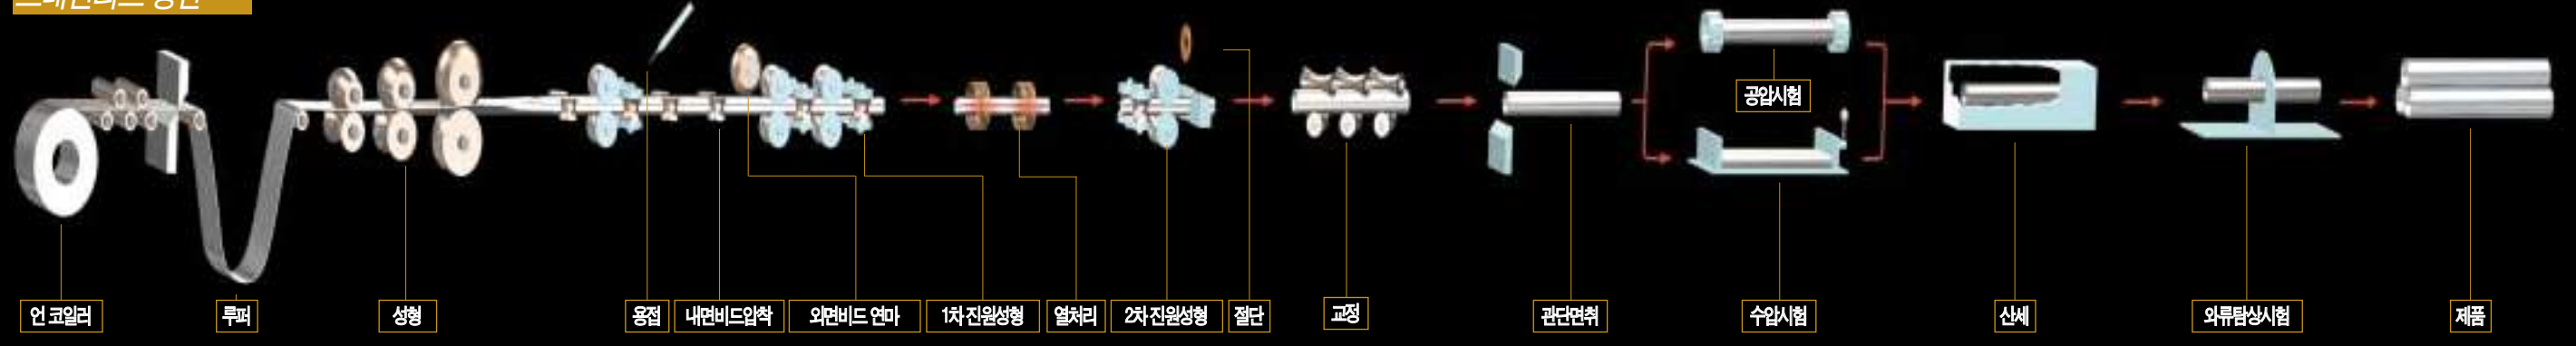 언 코일러
루퍼
성형
용접
내면비드압착
외면비드 연마
1차 진원성형
열처리
2차 진원성형
절단
교정
관단면취
공압시험
수압시험
산세
와류탐상시험
제품